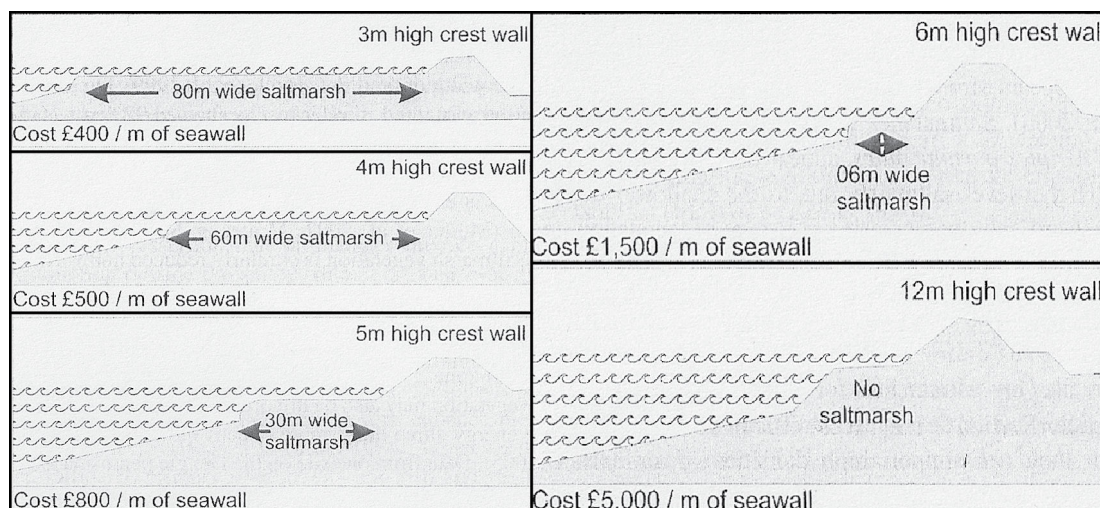 3m high crest wall
80m wide saltmarsh
Cost £400 / m of seawall
4m high crest wall
60m wide saltmarsh
Cost £500 / m of seawall
5m high crest wall
30m wide
saltmarsh
Cost £800 / m of seawall
6m high crest wall
06m wide
saltmarsh
Cost £1,500 / m of seawall
12m high crest wall
No
saltmarsh
Cost £5,000 / m of seawall